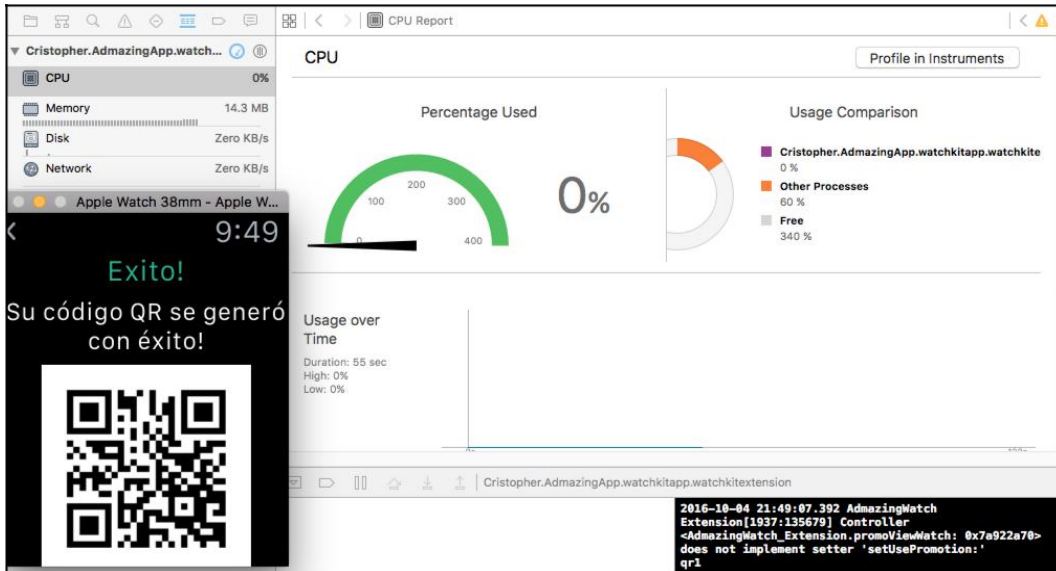 CPU Report
Cristopher.AdmazingApp.watch...
CPU 0%
Memory 14.3 MB
Disk Zero KB/s
Network Zero KB/s
CPU
Profile in Instruments
Percentage Used
0
100
200
300
400
0%
Usage Comparison
Cristopher.AdmazingApp.watchkitapp.watchkite
0 %
Other Processes
60 %
Free
340 %
Apple Watch 38mm - Apple W...
9:49
Exito!
Su código QR se generó
con éxito!
Usage over
Time
Duration: 55 sec
High: 0%
Low: 0%
Cristopher.AdmazingApp.watchkitapp.watchkitextension
2016-10-04 21:49:07.392 AdmazingWatch
Extension[1937:135679] Controller
<AdmazingWatch_Extension.promoViewWatch: 0x7a922a70>
does not implement setter 'setUsePromotion:'
qr1